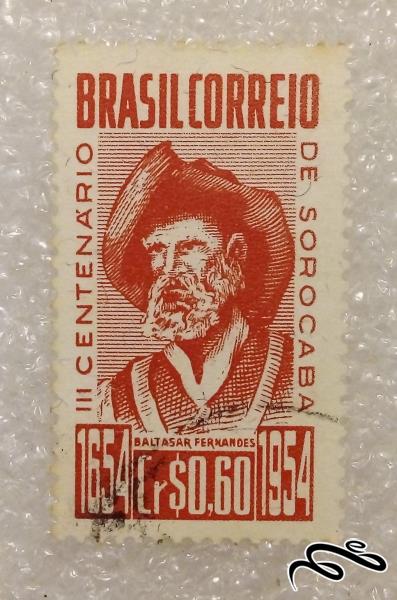 BRASIL CORREIO
III CENTENÁRIO
DE SOROCABA
BALTASAR FERNANDES
1654 Cr$0,60 1954